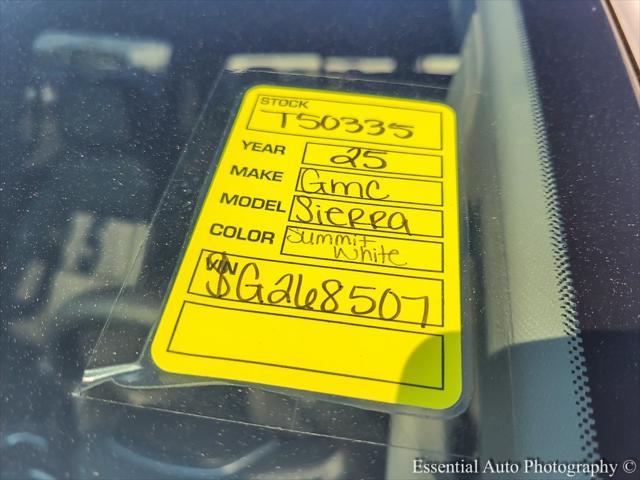 STOCK
T50335
YEAR 25
MAKE Gmc
MODEL Sierra
COLOR Summit
White
VIN
SG268507
Essential Auto Photography ©